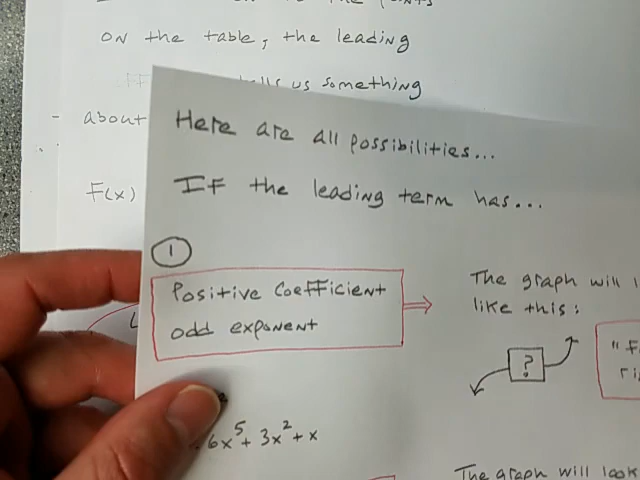 on the table, the leading
us something
about
F(x)
Here are all possibilities...
IF the leading term has...
1
Positive Coefficient
odd exponent
⇒
The graph will
like this:
?
6x⁵ + 3x² + x
The graph will look